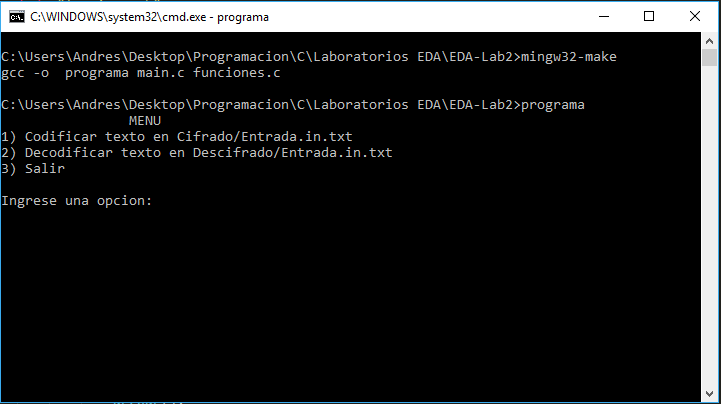 C:\WINDOWS\system32\cmd.exe - programa
C:\Users\Andres\Desktop\Programacion\C\Laboratorios EDA\EDA-Lab2>mingw32-make
gcc -o  programa main.c funciones.c
C:\Users\Andres\Desktop\Programacion\C\Laboratorios EDA\EDA-Lab2>programa
MENU
1) Codificar texto en Cifrado/Entrada.in.txt
2) Decodificar texto en Descifrado/Entrada.in.txt
3) Salir
Ingrese una opcion: